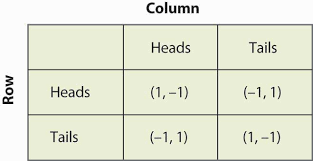 Column
Heads Tails
Row
Heads (1, –1) (–1, 1)
Tails (–1, 1) (1, –1)